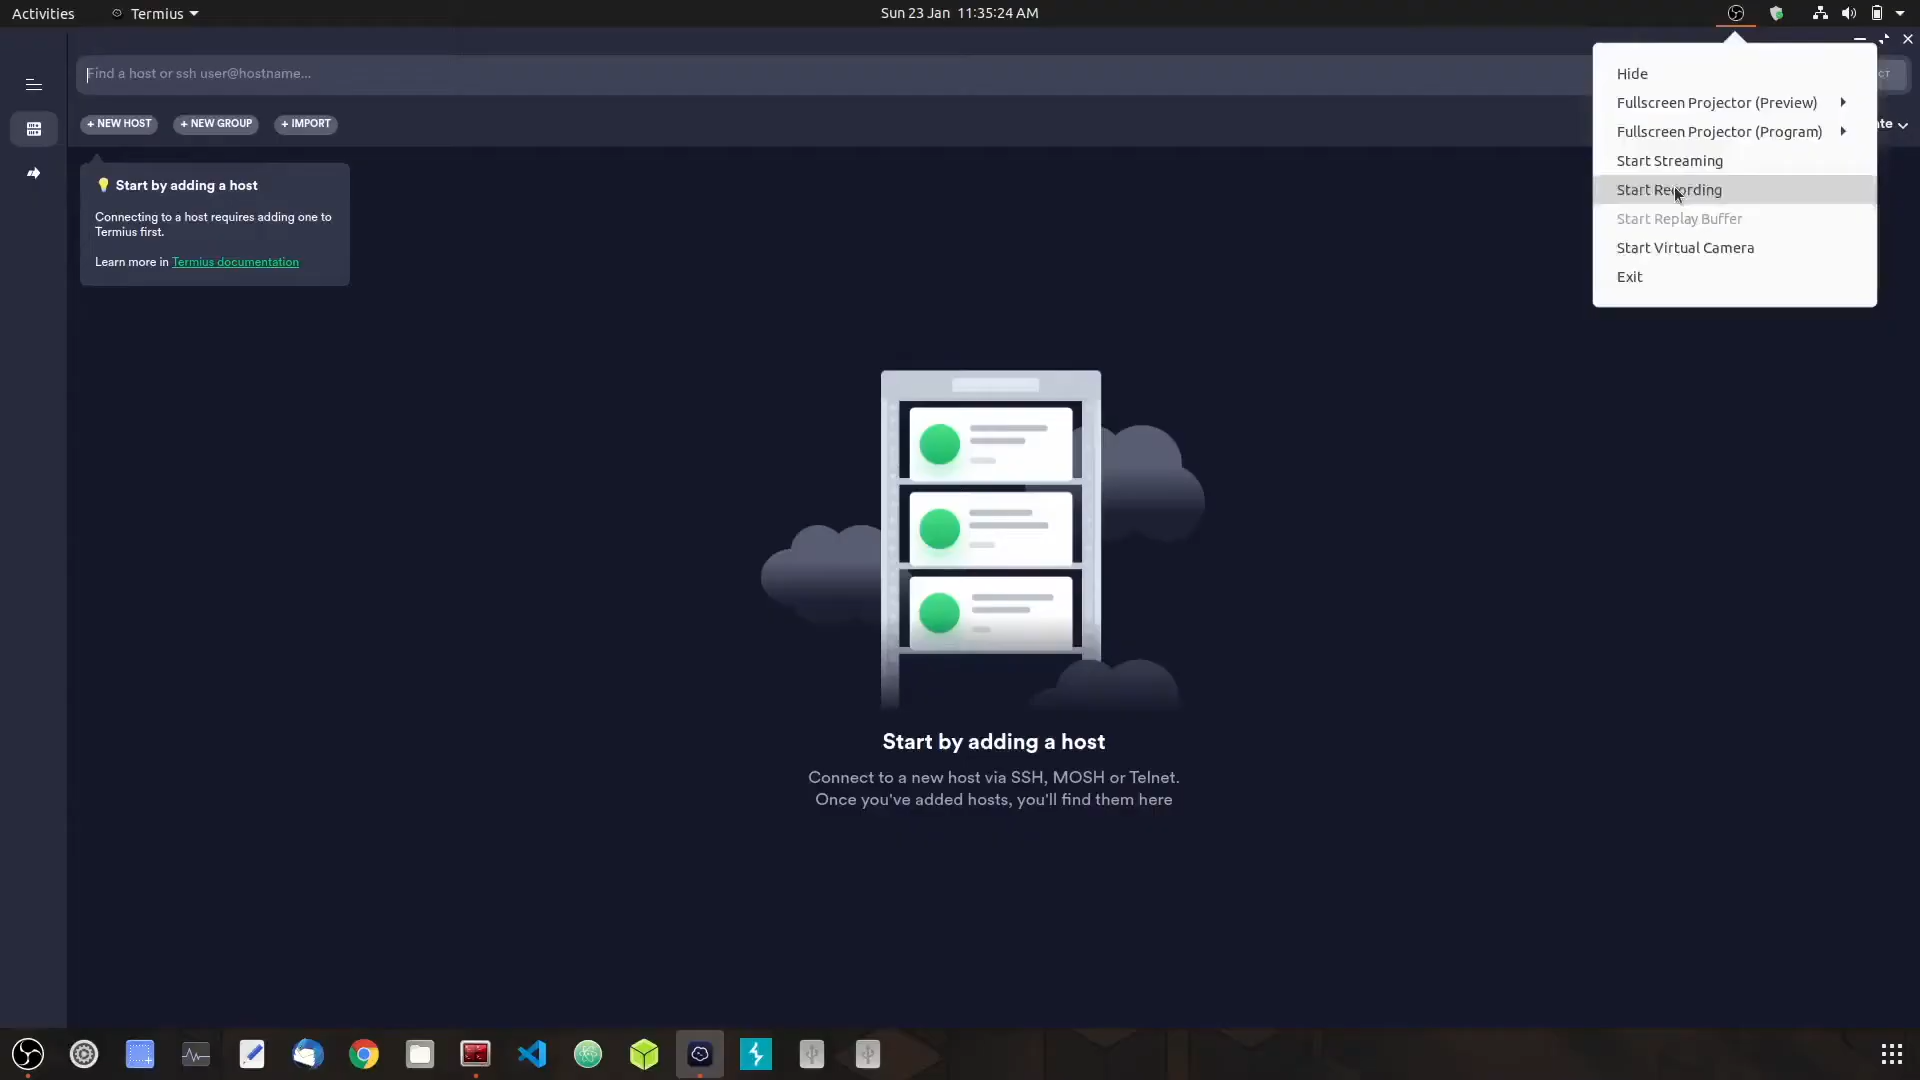 Activities
Termius
Sun 23 Jan 11:35:24 AM
Find a host or ssh user@hostname...
+ NEW HOST
+ NEW GROUP
+ IMPORT
💡 Start by adding a host
Connecting to a host requires adding one to
Termius first.
Learn more in Termius documentation
Hide
Fullscreen Projector (Preview)
Fullscreen Projector (Program)
Start Streaming
Start Recording
Start Replay Buffer
Start Virtual Camera
Exit
Start by adding a host
Connect to a new host via SSH, MOSH or Telnet.
Once you've added hosts, you'll find them here